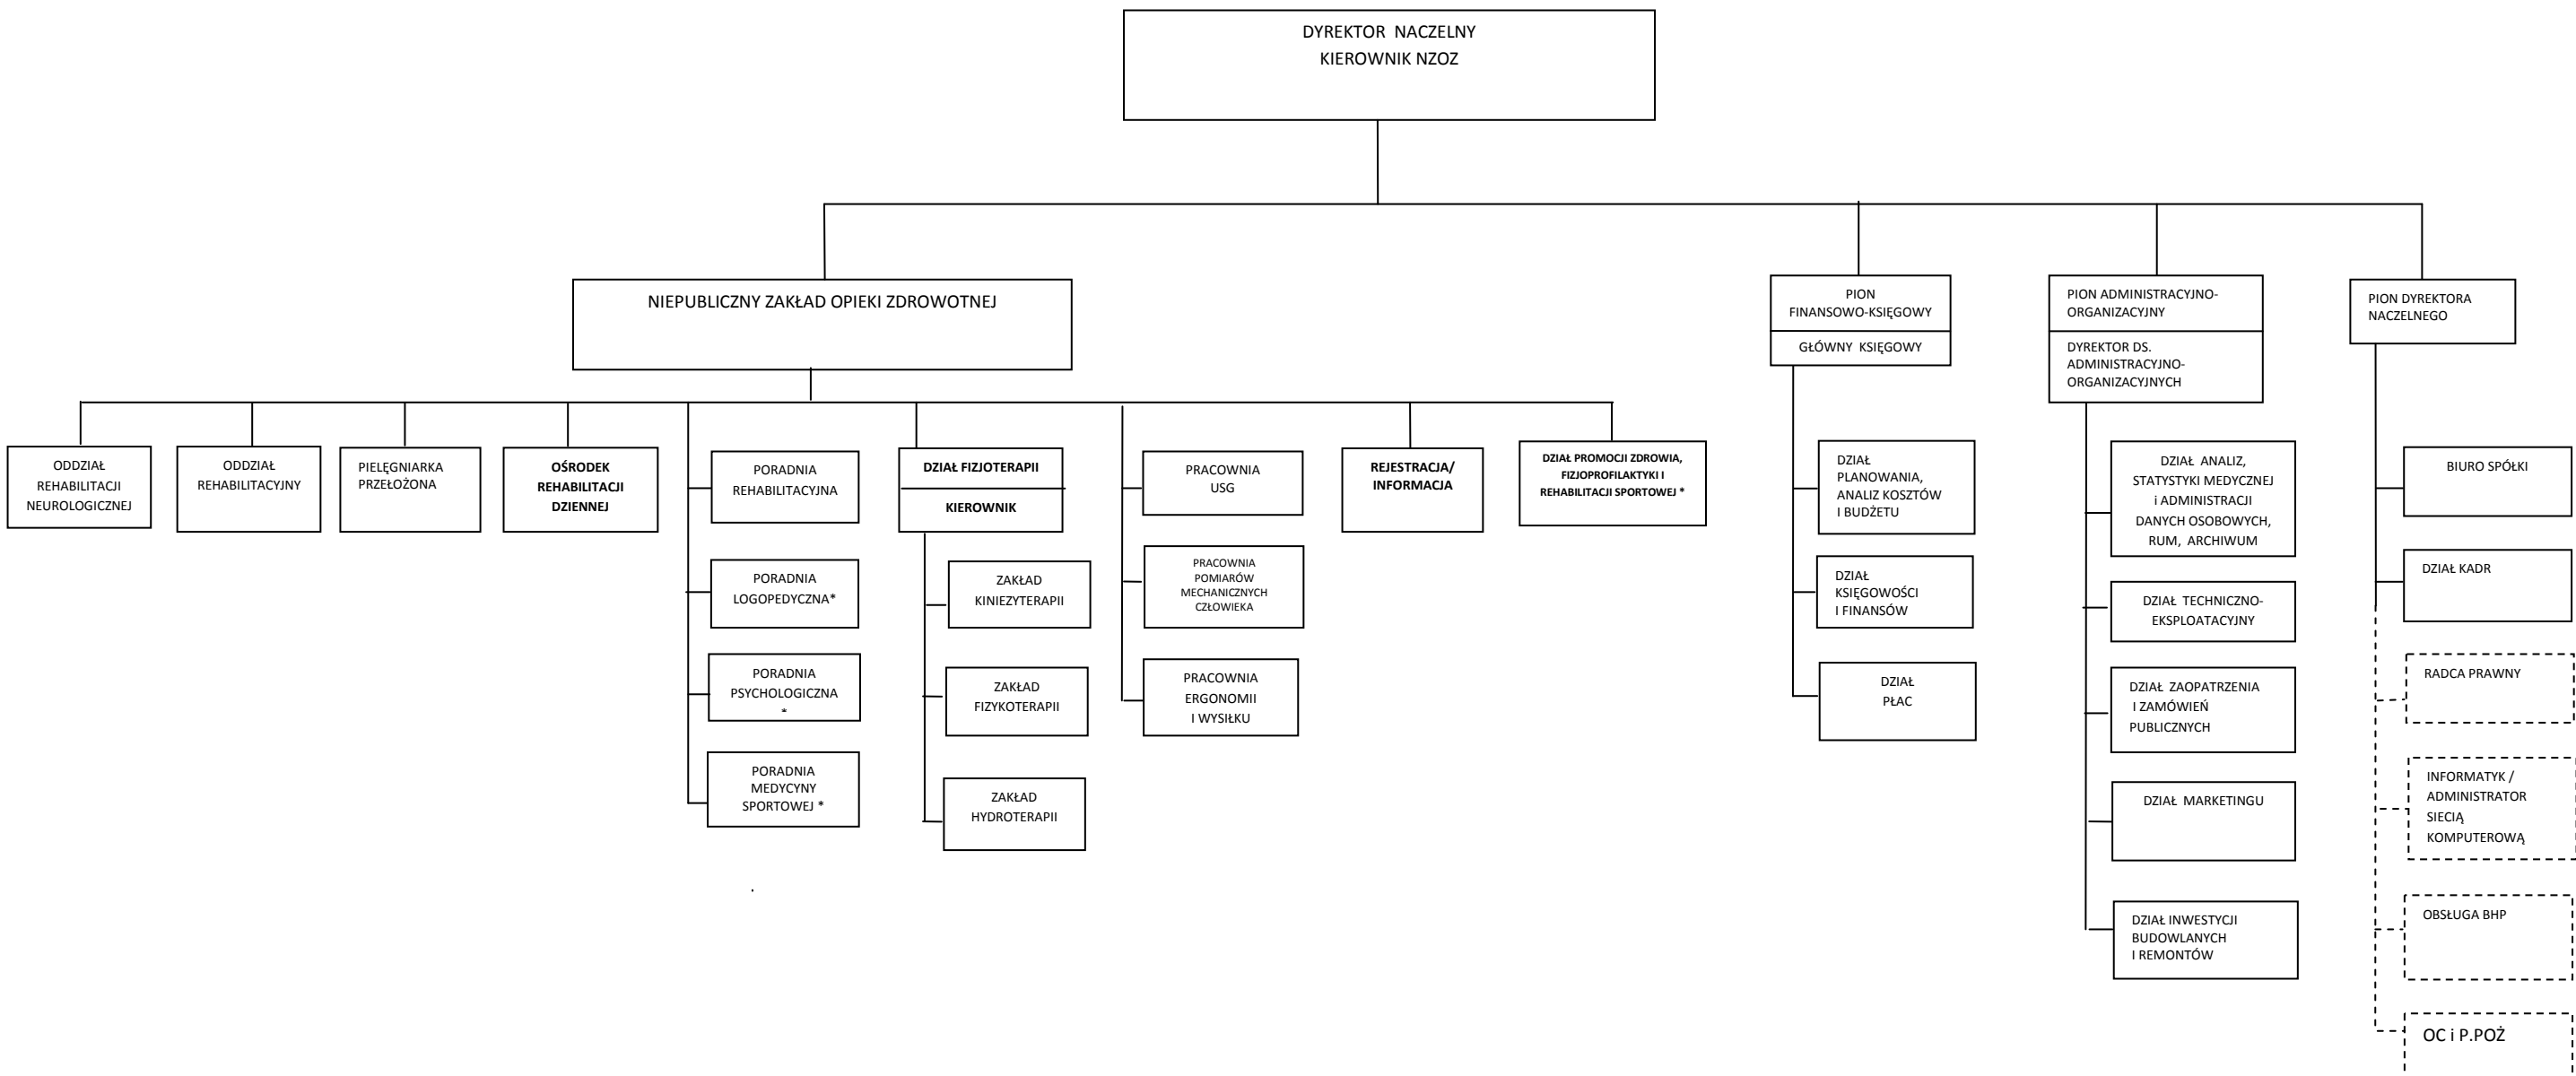 DYREKTOR NACZELNY
KIEROWNIK NZOZ
NIEPUBLICZNY ZAKŁAD OPIEKI ZDROWOTNEJ
PION
FINANSOWO-KSIĘGOWY
GŁÓWNY KSIĘGOWY
PION ADMINISTRACYJNO-
ORGANIZACYJNY
DYREKTOR DS.
ADMINISTRACYJNO-
ORGANIZACYJNYCH
PION DYREKTORA
NACZELNEGO
ODDZIAŁ
REHABILITACJI
NEUROLOGICZNEJ
ODDZIAŁ
REHABILITACYJNY
PIELĘGNIARKA
PRZEŁOŻONA
OŚRODEK
REHABILITACJI
DZIENNEJ
PORADNIA
REHABILITACYJNA
PORADNIA
LOGOPEDYCZNA*
PORADNIA
PSYCHOLOGICZNA
*
PORADNIA
MEDYCYNY
SPORTOWEJ *
DZIAŁ FIZJOTERAPII
KIEROWNIK
ZAKŁAD
KINIEZYTERAPII
ZAKŁAD
FIZYKOTERAPII
ZAKŁAD
HYDROTERAPII
PRACOWNIA
USG
PRACOWNIA
POMIARÓW
MECHANICZNYCH
CZŁOWIEKA
PRACOWNIA
ERGONOMII
I WYSIŁKU
REJESTRACJA/
INFORMACJA
DZIAŁ PROMOCJI ZDROWIA,
FIZJOPROFILAKTYKI I
REHABILITACJI SPORTOWEJ *
DZIAŁ
PLANOWANIA,
ANALIZ KOSZTÓW
I BUDŻETU
DZIAŁ
KSIĘGOWOŚCI
I FINANSÓW
DZIAŁ
PŁAC
DZIAŁ ANALIZ,
STATYSTYKI MEDYCZNEJ
i ADMINISTRACJI
DANYCH OSOBOWYCH,
RUM, ARCHIWUM
DZIAŁ TECHNICZNO-
EKSPLOATACYJNY
DZIAŁ ZAOPATRZENIA
I ZAMÓWIEŃ
PUBLICZNYCH
DZIAŁ MARKETINGU
DZIAŁ INWESTYCJI
BUDOWLANYCH
I REMONTÓW
BIURO SPÓŁKI
DZIAŁ KADR
RADCA PRAWNY
INFORMATYK /
ADMINISTRATOR
SIECIĄ
KOMPUTEROWĄ
OBSŁUGA BHP
OC i P.POŻ
.